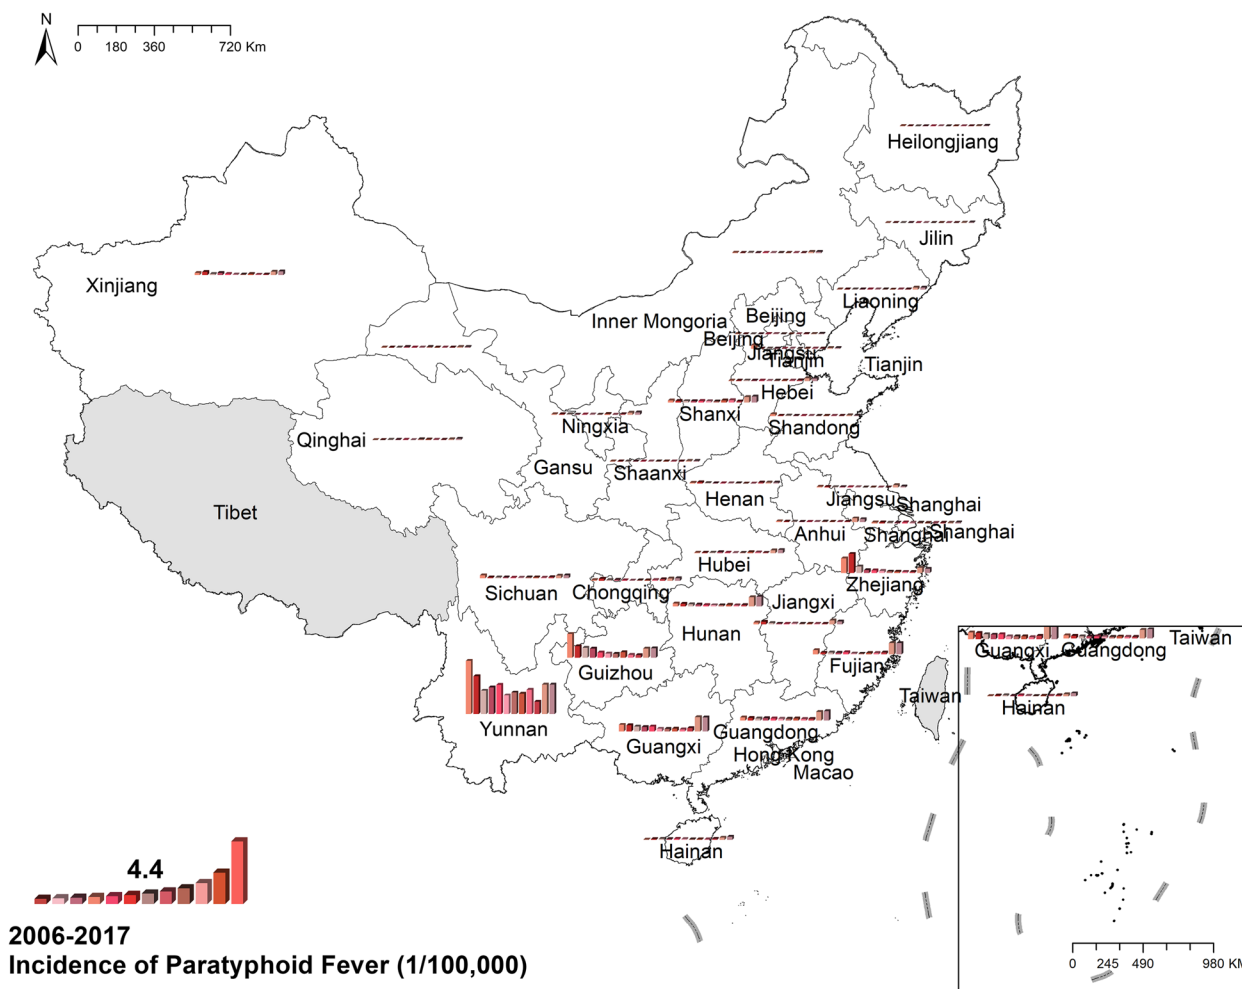 N
0 180 360 720 Km
Heilongjiang
Jilin
Xinjiang
Liaoning
Inner Mongoria
Beijing
Beijing
Jiangsu
Tianjin
Tianjin
Hebei
Shanxi
Shandong
Ningxia
Qinghai
Gansu
Shaanxi
Henan
Jiangsu
Shanghai
Tibet
Anhui
Shanghai
Shanghai
Hubei
Zhejiang
Sichuan
Chongqing
Jiangxi
Hunan
Guizhou
Fujian
Taiwan
Yunnan
Guangxi
Guangdong
Hong Kong
Macao
Hainan
Guangxi
Guangdong
Taiwan
Hainan
4.4
2006-2017
Incidence of Paratyphoid Fever (1/100,000)
0 245 490 980 KM